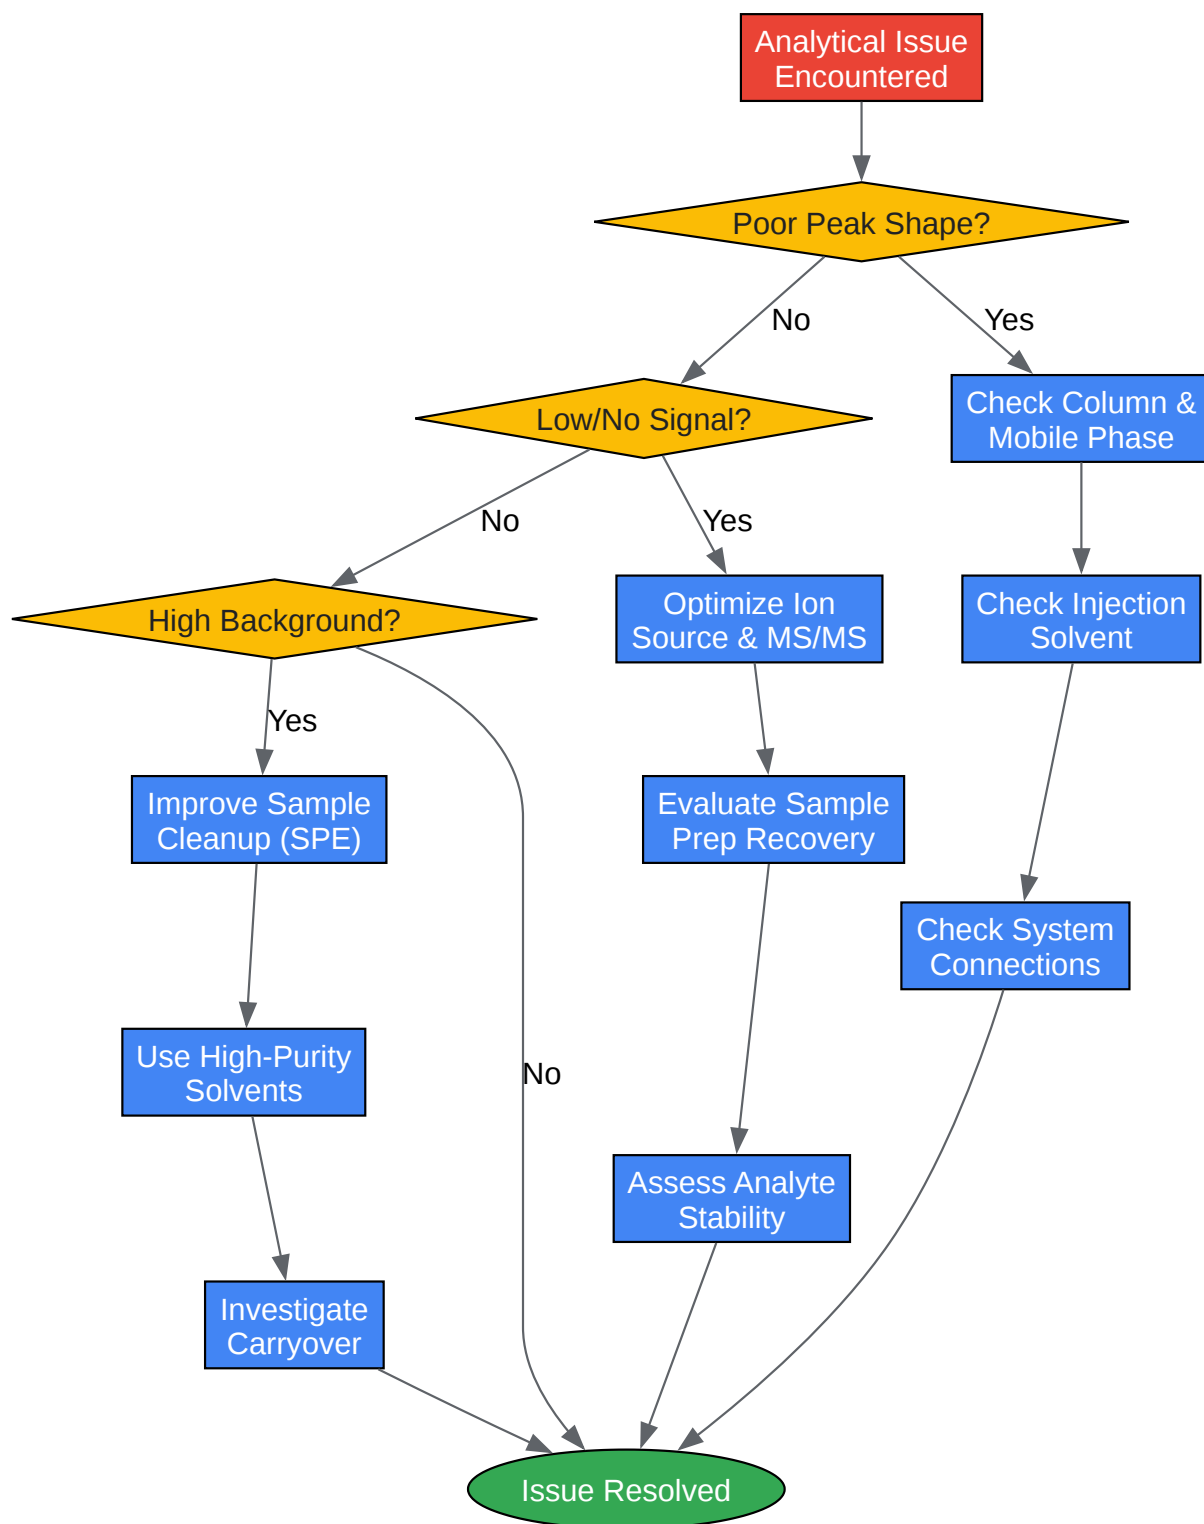 Analytical Issue
Encountered
Poor Peak Shape?
No
Yes
Low/No Signal?
Check Column &
Mobile Phase
No
Yes
High Background?
Optimize Ion
Source & MS/MS
Check Injection
Solvent
Yes
Improve Sample
Cleanup (SPE)
Evaluate Sample
Prep Recovery
Check System
Connections
Use High-Purity
Solvents
No
Assess Analyte
Stability
Investigate
Carryover
Issue Resolved